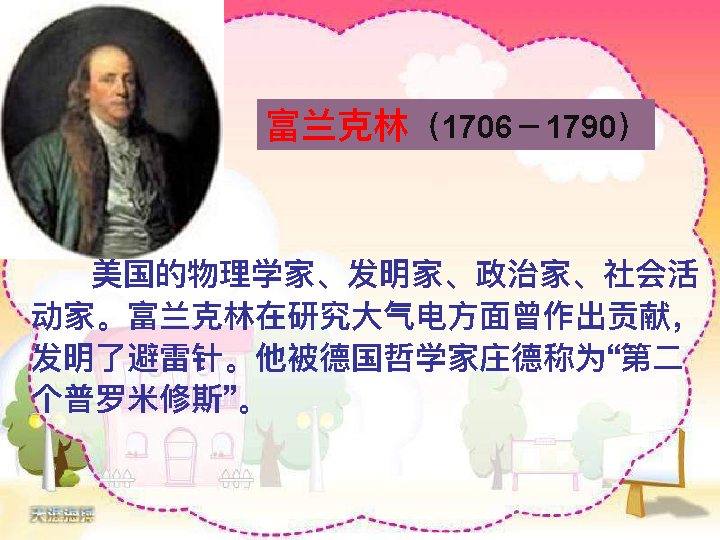 富兰克林（1706－1790）
美国的物理学家、发明家、政治家、社会活
动家。富兰克林在研究大气电方面曾作出贡献，
发明了避雷针。他被德国哲学家庄德称为“第二
个普罗米修斯”。
天涯海角